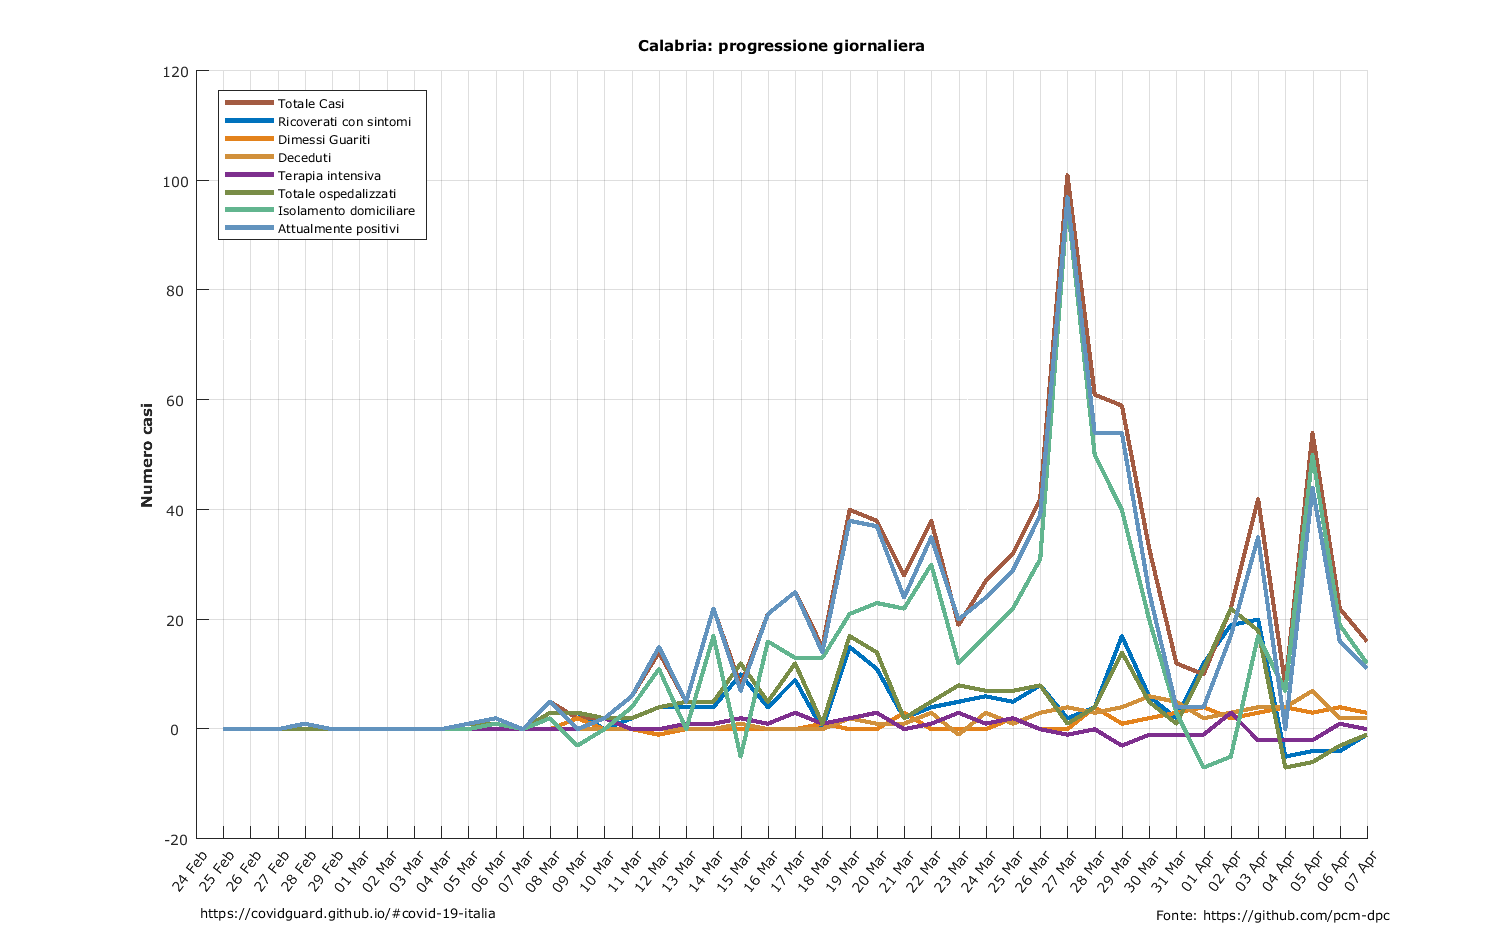 Calabria: progressione giornaliera
120
100
80
60
40
20
0
-20
Numero casi
Totale Casi
Ricoverati con sintomi
Dimessi Guariti
Deceduti
Terapia intensiva
Totale ospedalizzati
Isolamento domiciliare
Attualmente positivi
24 Feb
25 Feb
26 Feb
27 Feb
28 Feb
29 Feb
01 Mar
02 Mar
03 Mar
04 Mar
05 Mar
06 Mar
07 Mar
08 Mar
09 Mar
10 Mar
11 Mar
12 Mar
13 Mar
14 Mar
15 Mar
16 Mar
17 Mar
18 Mar
19 Mar
20 Mar
21 Mar
22 Mar
23 Mar
24 Mar
25 Mar
26 Mar
27 Mar
28 Mar
29 Mar
30 Mar
31 Mar
01 Apr
02 Apr
03 Apr
04 Apr
05 Apr
06 Apr
07 Apr
https://covidguard.github.io/#covid-19-italia
Fonte: https://github.com/pcm-dpc